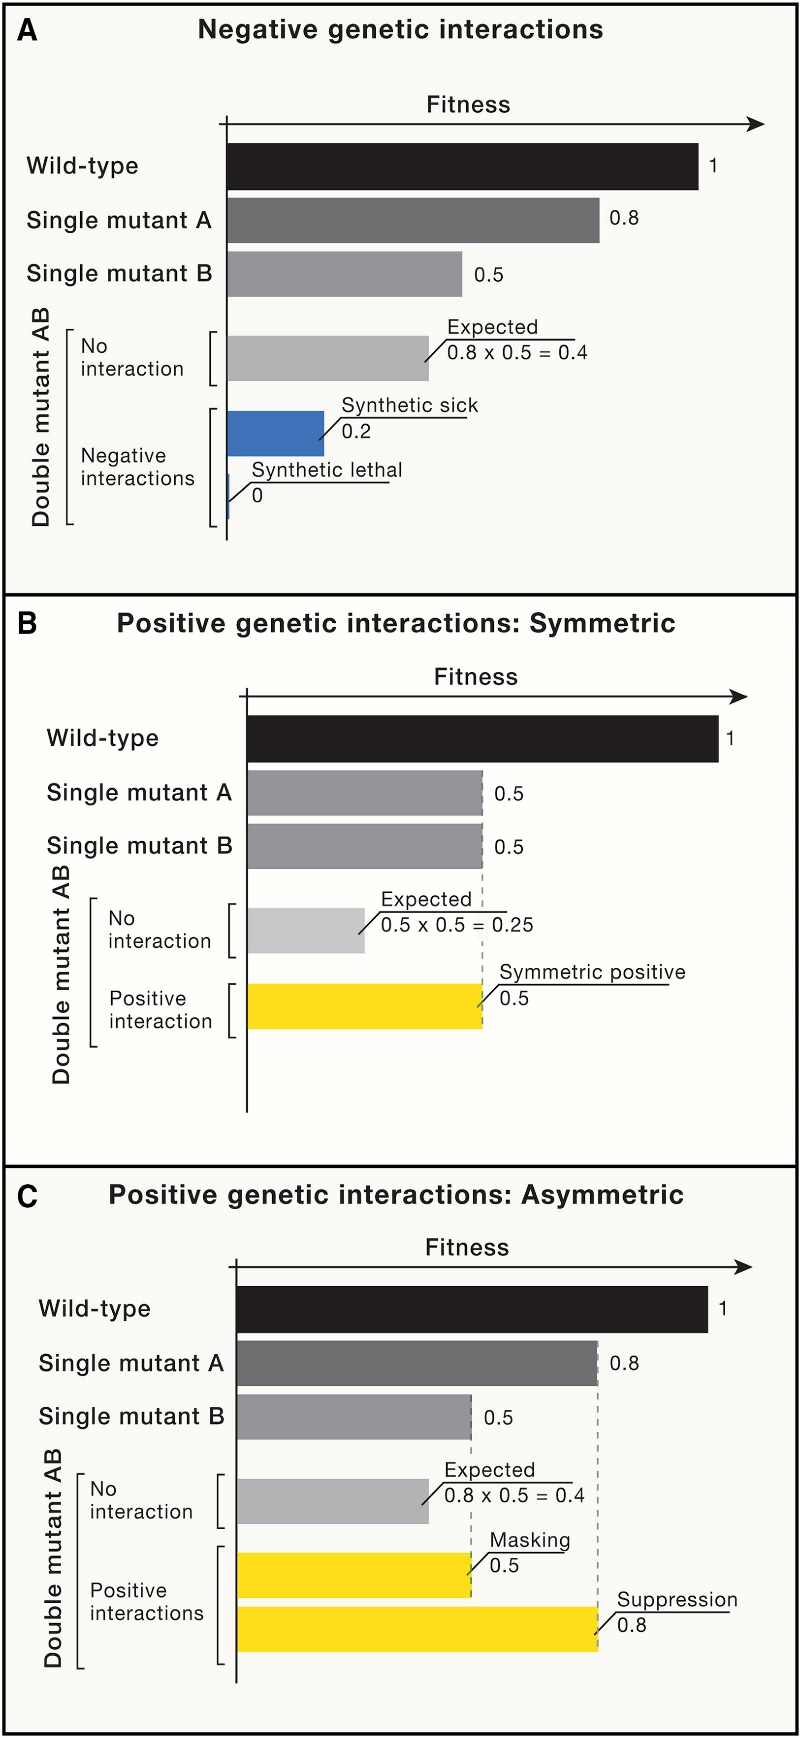 A
Negative genetic interactions
Fitness
Wild-type
1
Single mutant A
0.8
Single mutant B
0.5
Double mutant AB
No
interaction
Expected
0.8 x 0.5 = 0.4
Negative
interactions
Synthetic sick
0.2
Synthetic lethal
0
B
Positive genetic interactions: Symmetric
Fitness
Wild-type
1
Single mutant A
0.5
Single mutant B
0.5
Double mutant AB
No
interaction
Expected
0.5 x 0.5 = 0.25
Positive
interaction
Symmetric positive
0.5
C
Positive genetic interactions: Asymmetric
Fitness
Wild-type
1
Single mutant A
0.8
Single mutant B
0.5
Double mutant AB
No
interaction
Expected
0.8 x 0.5 = 0.4
Positive
interactions
Masking
0.5
Suppression
0.8